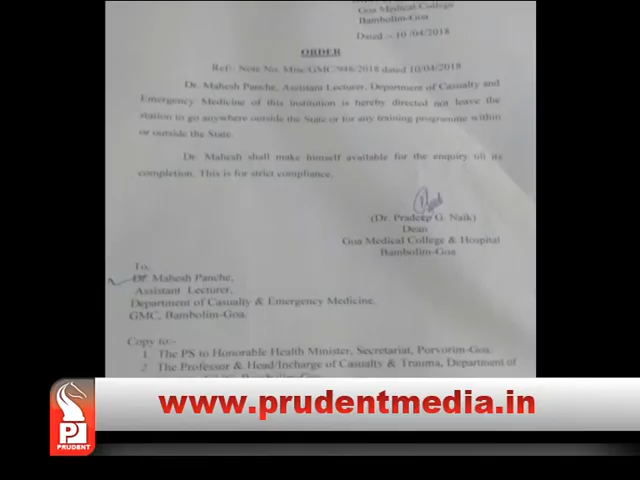 Goa Medical College
Bambolim-Goa
Dated :- 10 /04/2018
ORDER
Ref:- Note No. Misc/GMC/948/2018 dated 10/04/2018
Dr. Mahesh Panche, Assistant Lecturer, Department of Casualty and
Emergency Medicine of this institution is hereby directed not leave the
station to go anywhere outside the State or for any training programme within
or outside the State.
Dr. Mahesh shall make himself available for the enquiry till its
completion. This is for strict compliance.
(Dr. Pradeep G. Naik)
Dean
Goa Medical College & Hospital
Bambolim-Goa
To,
Dr. Mahesh Panche,
Assistant Lecturer,
Department of Casualty & Emergency Medicine.
GMC, Bambolim-Goa.
Copy to:-
1. The PS to Honorable Health Minister, Secretariat, Porvorim-Goa.
2. The Professor & Head/Incharge of Casualty & Trauma, Department of
Bambolim-Goa
www.prudentmedia.in
PRUDENT